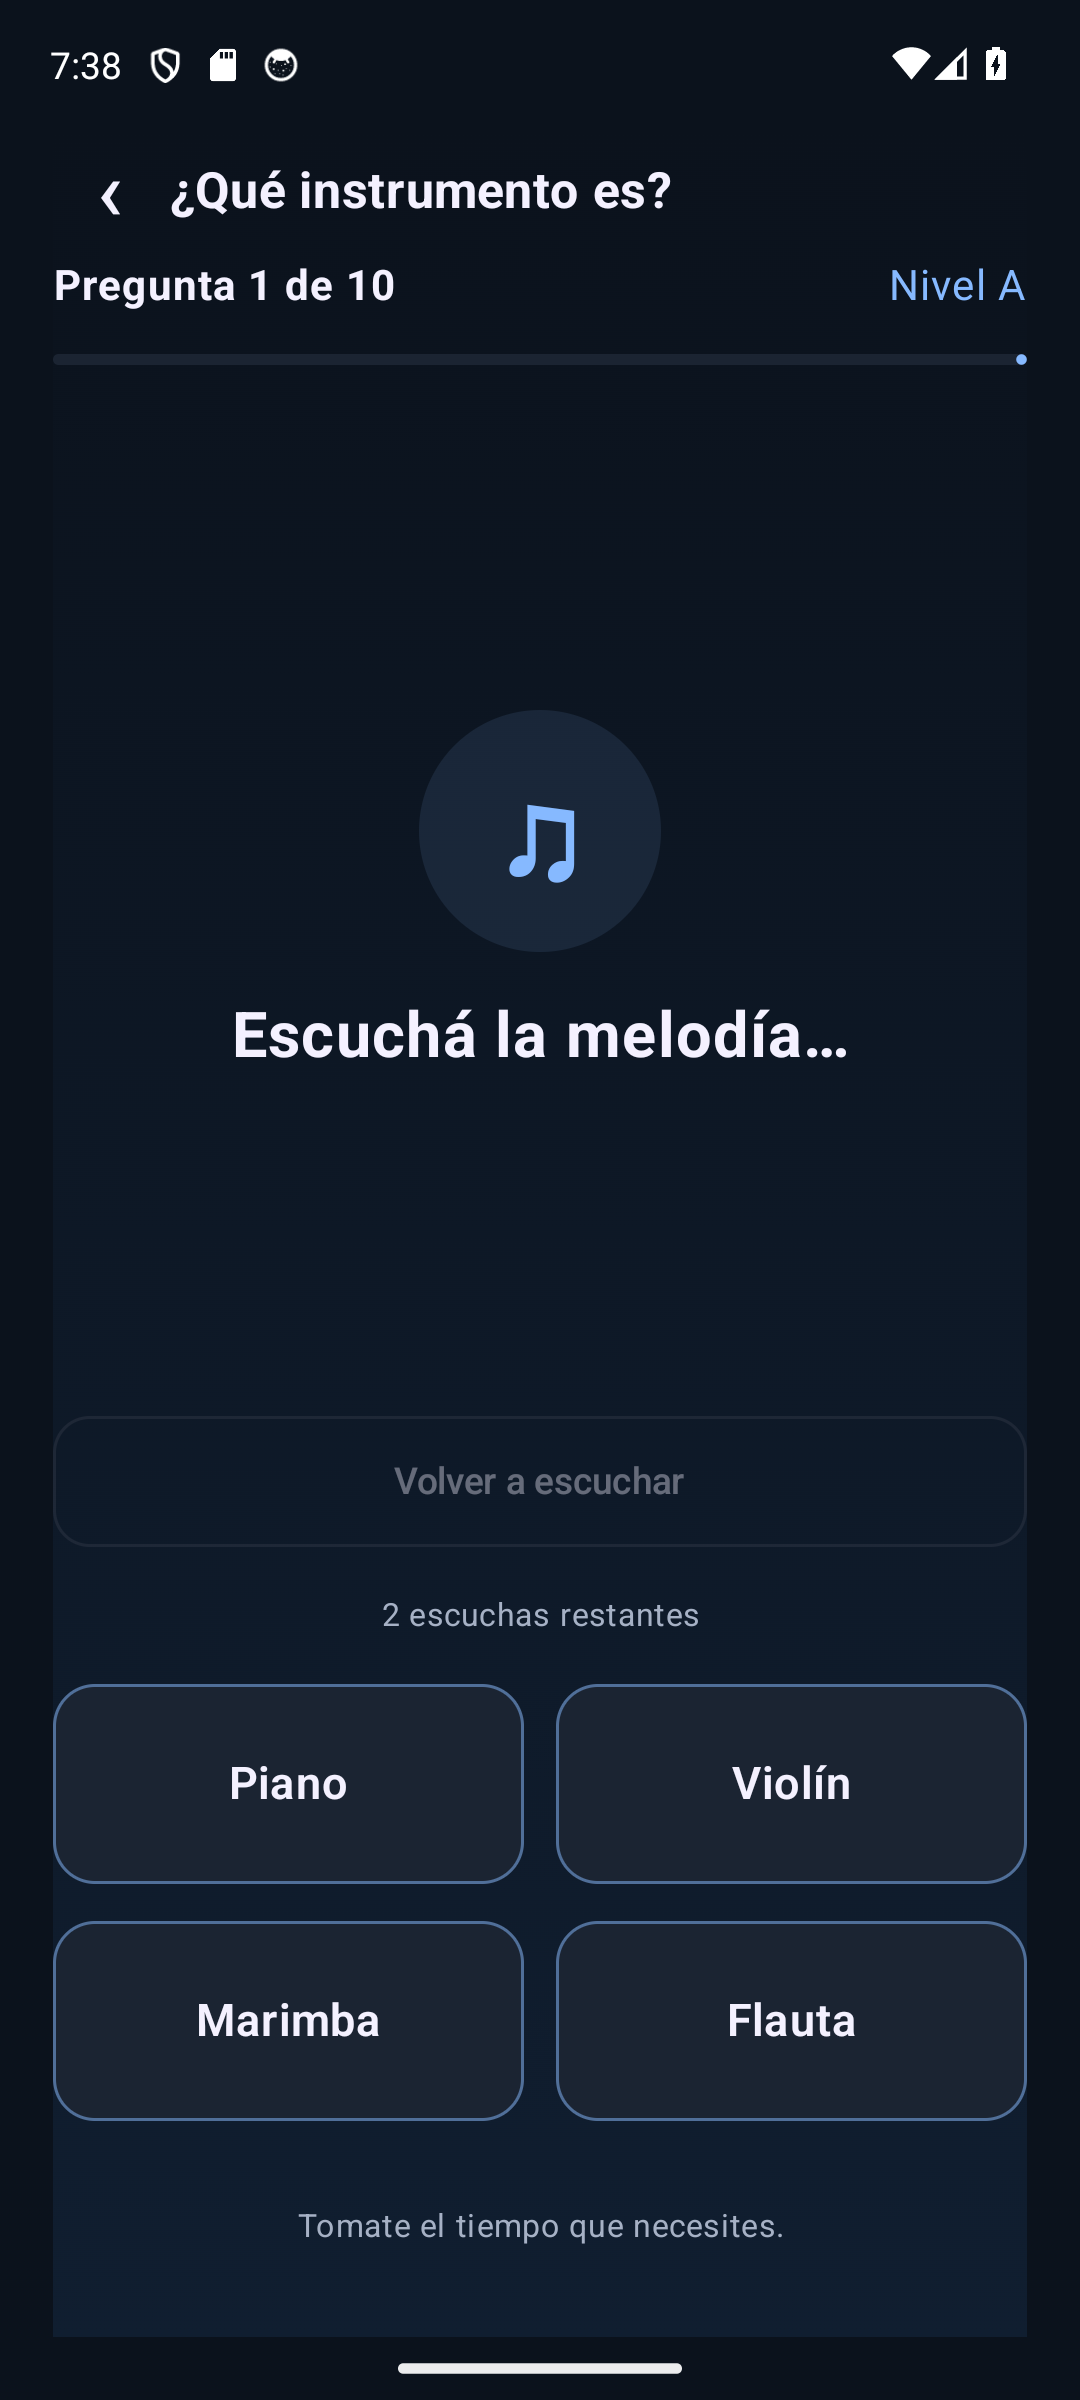 7:38
¿Qué instrumento es?
Pregunta 1 de 10
Nivel A
Escuchá la melodía...
Volver a escuchar
2 escuchas restantes
Piano
Violín
Marimba
Flauta
Tomate el tiempo que necesites.